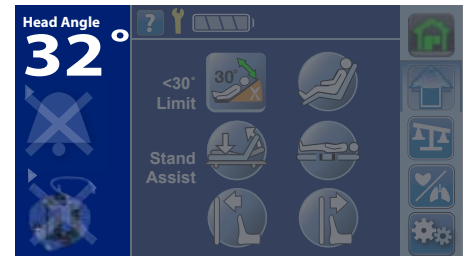 Head Angle
32°
?
<30°
Limit
30°
X
Stand
Assist